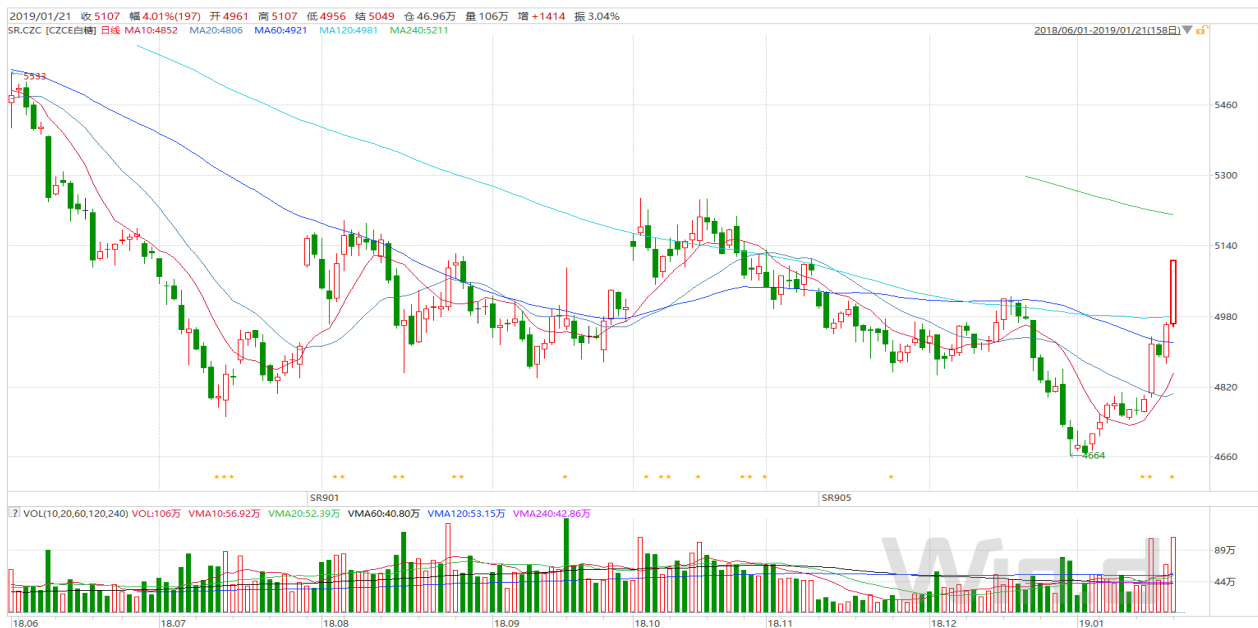 2019/01/21 收 5107 幅 4.01%(197) 开 4961 高 5107 低 4956 结 5049 仓 46.96万 量 106万 增 +1414 振 3.04%
SR.CZC [CZCE白糖] 日线 MA10:4852 MA20:4806 MA60:4921 MA120:4981 MA240:5211 2018/06/01-2019/01/21(158日)
5533
5460
5300
5140
4980
4820
4664
4660
SR901 SR905
? VOL(10,20,60,120,240) VOL:106万 VMA10:56.92万 VMA20:52.39万 VMA60:40.80万 VMA120:53.15万 VMA240:42.86万
Wind
89万
44万
18.06 18.07 18.08 18.09 18.10 18.11 18.12 19.01